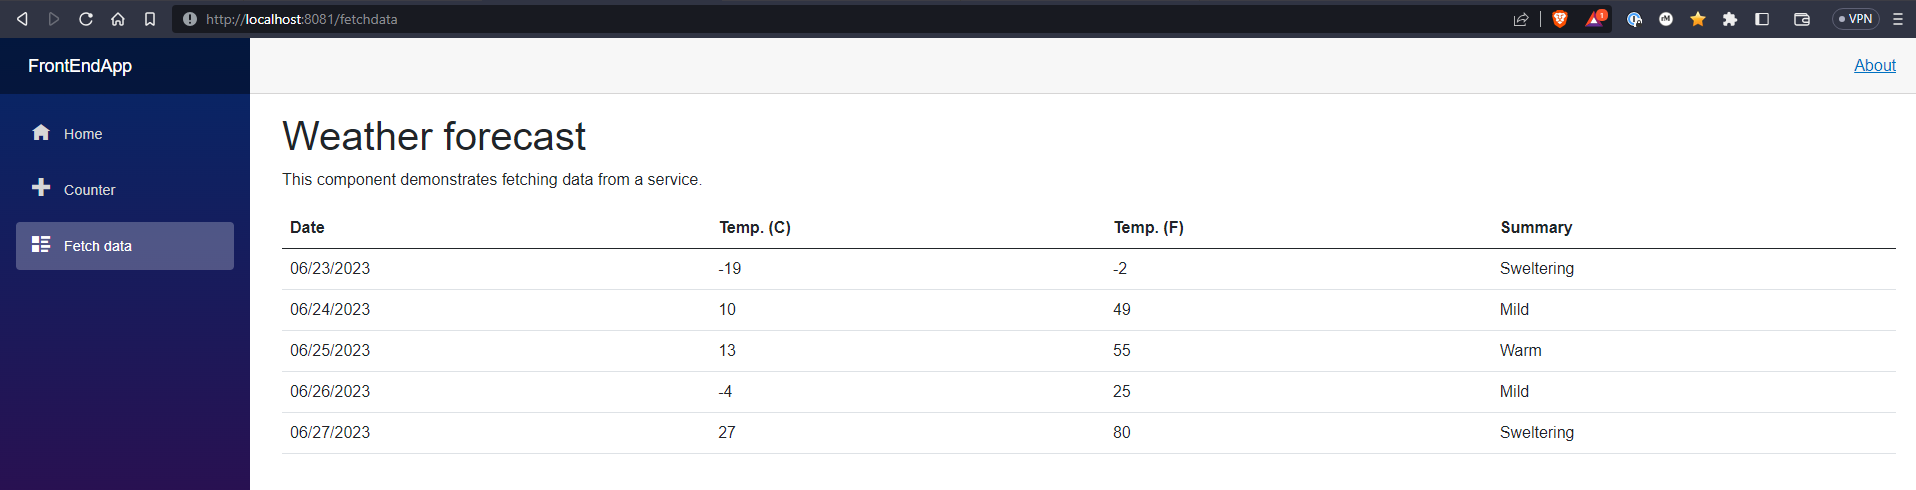 http://localhost:8081/fetchdata
1
VPN
FrontEndApp
About
Home
Counter
Fetch data
Weather forecast
This component demonstrates fetching data from a service.
Date Temp. (C) Temp. (F) Summary
06/23/2023 -19 -2 Sweltering
06/24/2023 10 49 Mild
06/25/2023 13 55 Warm
06/26/2023 -4 25 Mild
06/27/2023 27 80 Sweltering